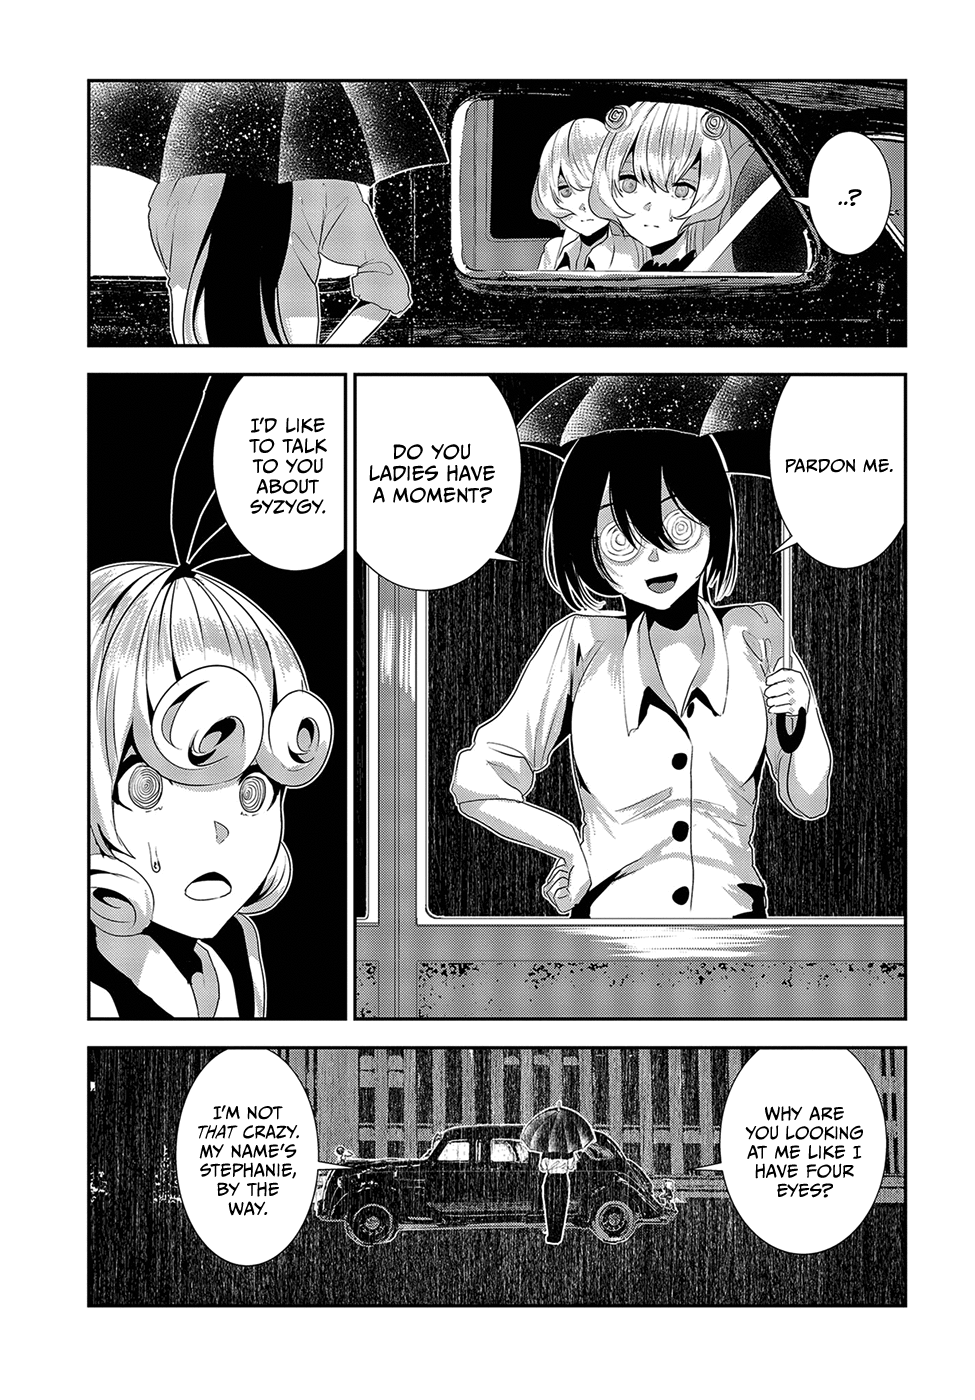 ..?
PARDON ME.
DO YOU
LADIES HAVE
A MOMENT?
I'D LIKE
TO TALK
TO YOU
ABOUT
SYZYGY.
WHY ARE
YOU LOOKING
AT ME LIKE I
HAVE FOUR
EYES?
I'M NOT
THAT CRAZY.
MY NAME'S
STEPHANIE,
BY THE
WAY.